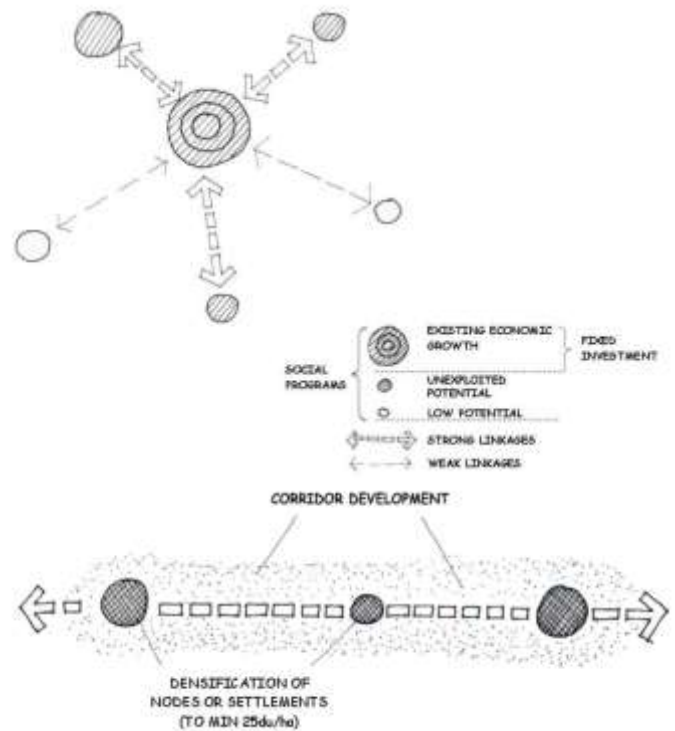 EXISTING ECONOMIC
GROWTH
FIXED
INVESTMENT
SOCIAL
PROGRAMS
UNEXPLOITED
POTENTIAL
LOW POTENTIAL
STRONG LINKAGES
WEAK LINKAGES
CORRIDOR DEVELOPMENT
DENSIFICATION OF
NODES OR SETTLEMENTS
(TO MIN 25du/ha)